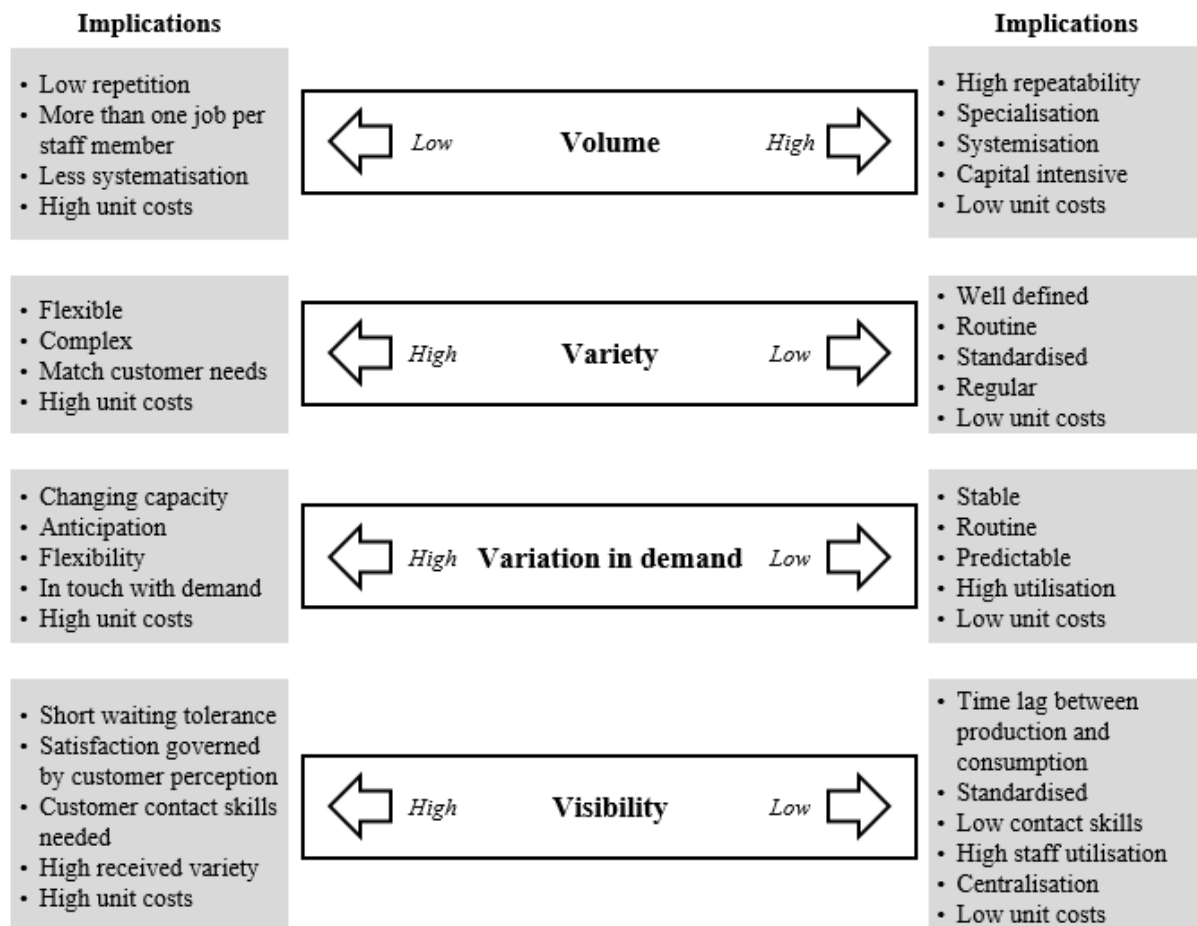 Implications
Implications
• Low repetition
• More than one job per
staff member
• Less systematisation
• High unit costs
Low Volume High
• High repeatability
• Specialisation
• Systemisation
• Capital intensive
• Low unit costs
• Flexible
• Complex
• Match customer needs
• High unit costs
High Variety Low
• Well defined
• Routine
• Standardised
• Regular
• Low unit costs
• Changing capacity
• Anticipation
• Flexibility
• In touch with demand
• High unit costs
High Variation in demand Low
• Stable
• Routine
• Predictable
• High utilisation
• Low unit costs
• Short waiting tolerance
• Satisfaction governed
by customer perception
• Customer contact skills
needed
• High received variety
• High unit costs
High Visibility Low
• Time lag between
production and
consumption
• Standardised
• Low contact skills
• High staff utilisation
• Centralisation
• Low unit costs